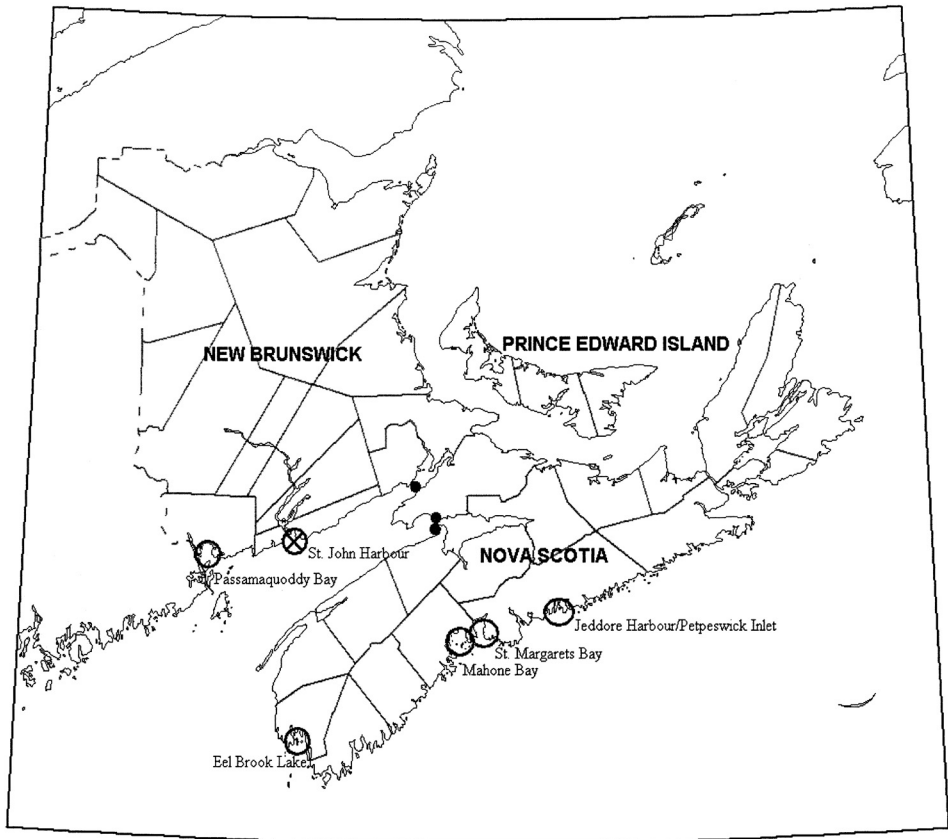 PRINCE EDWARD ISLAND
NEW BRUNSWICK
St. John Harbour
NOVA SCOTIA
Passamaquoddy Bay
Jeddore Harbour/Petpeswick Inlet
St. Margarets Bay
Mahone Bay
Eel Brook Lake